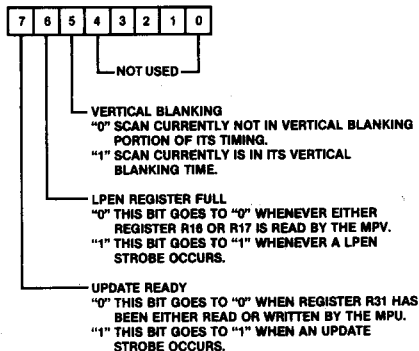 7 6 5 4 3 2 1 0
NOT USED
VERTICAL BLANKING
"0" SCAN CURRENTLY NOT IN VERTICAL BLANKING
PORTION OF ITS TIMING.
"1" SCAN CURRENTLY IS IN ITS VERTICAL
BLANKING TIME.
LPEN REGISTER FULL
"0" THIS BIT GOES TO "0" WHENEVER EITHER
REGISTER R16 OR R17 IS READ BY THE MPV.
"1" THIS BIT GOES TO "1" WHENEVER A LPEN
STROBE OCCURS.
UPDATE READY
"0" THIS BIT GOES TO "0" WHEN REGISTER R31 HAS
BEEN EITHER READ OR WRITTEN BY THE MPU.
"1" THIS BIT GOES TO "1" WHEN AN UPDATE
STROBE OCCURS.